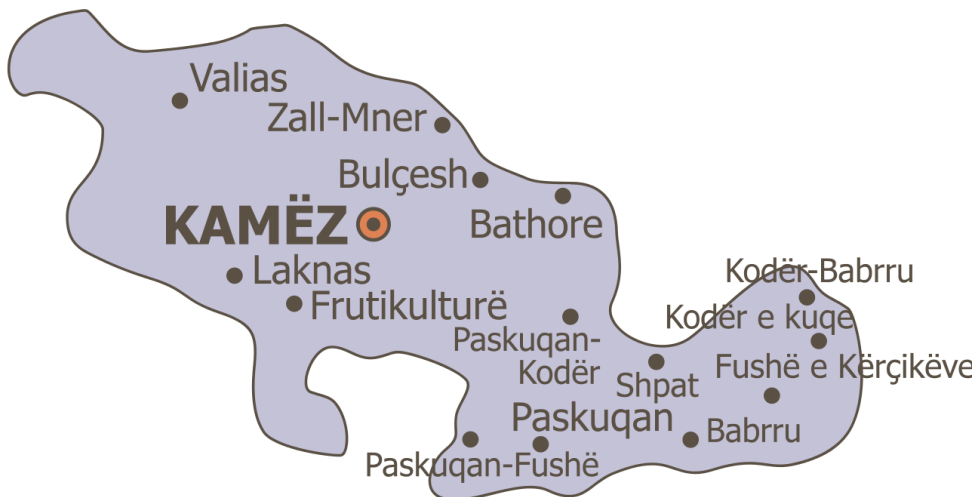 Valias
Zall-Mner
Bulçesh
KAMËZ
Bathore
Laknas
Frutikulturë
Kodër-Babrru
Kodër e kuqe
Paskuqan-
Kodër
Shpat
Fushë e Kërçikëve
Paskuqan
Babrru
Paskuqan-Fushë